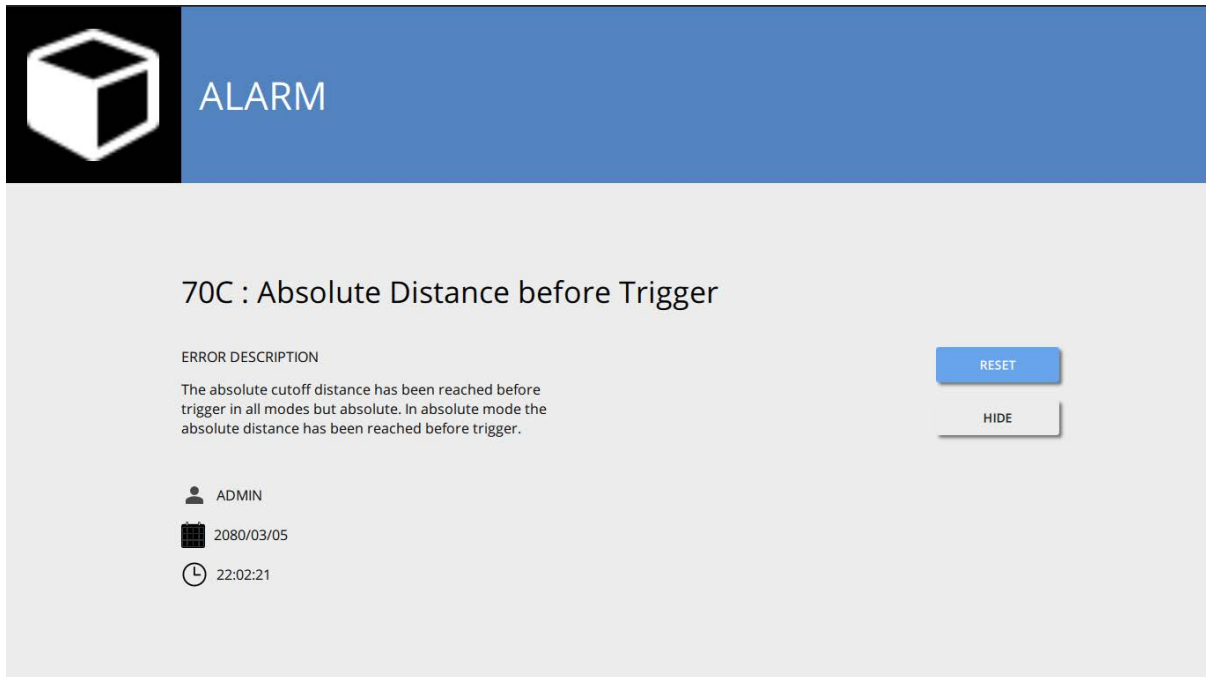 ALARM
70C : Absolute Distance before Trigger
ERROR DESCRIPTION
The absolute cutoff distance has been reached before
trigger in all modes but absolute. In absolute mode the
absolute distance has been reached before trigger.
RESET
HIDE
ADMIN
2080/03/05
22:02:21